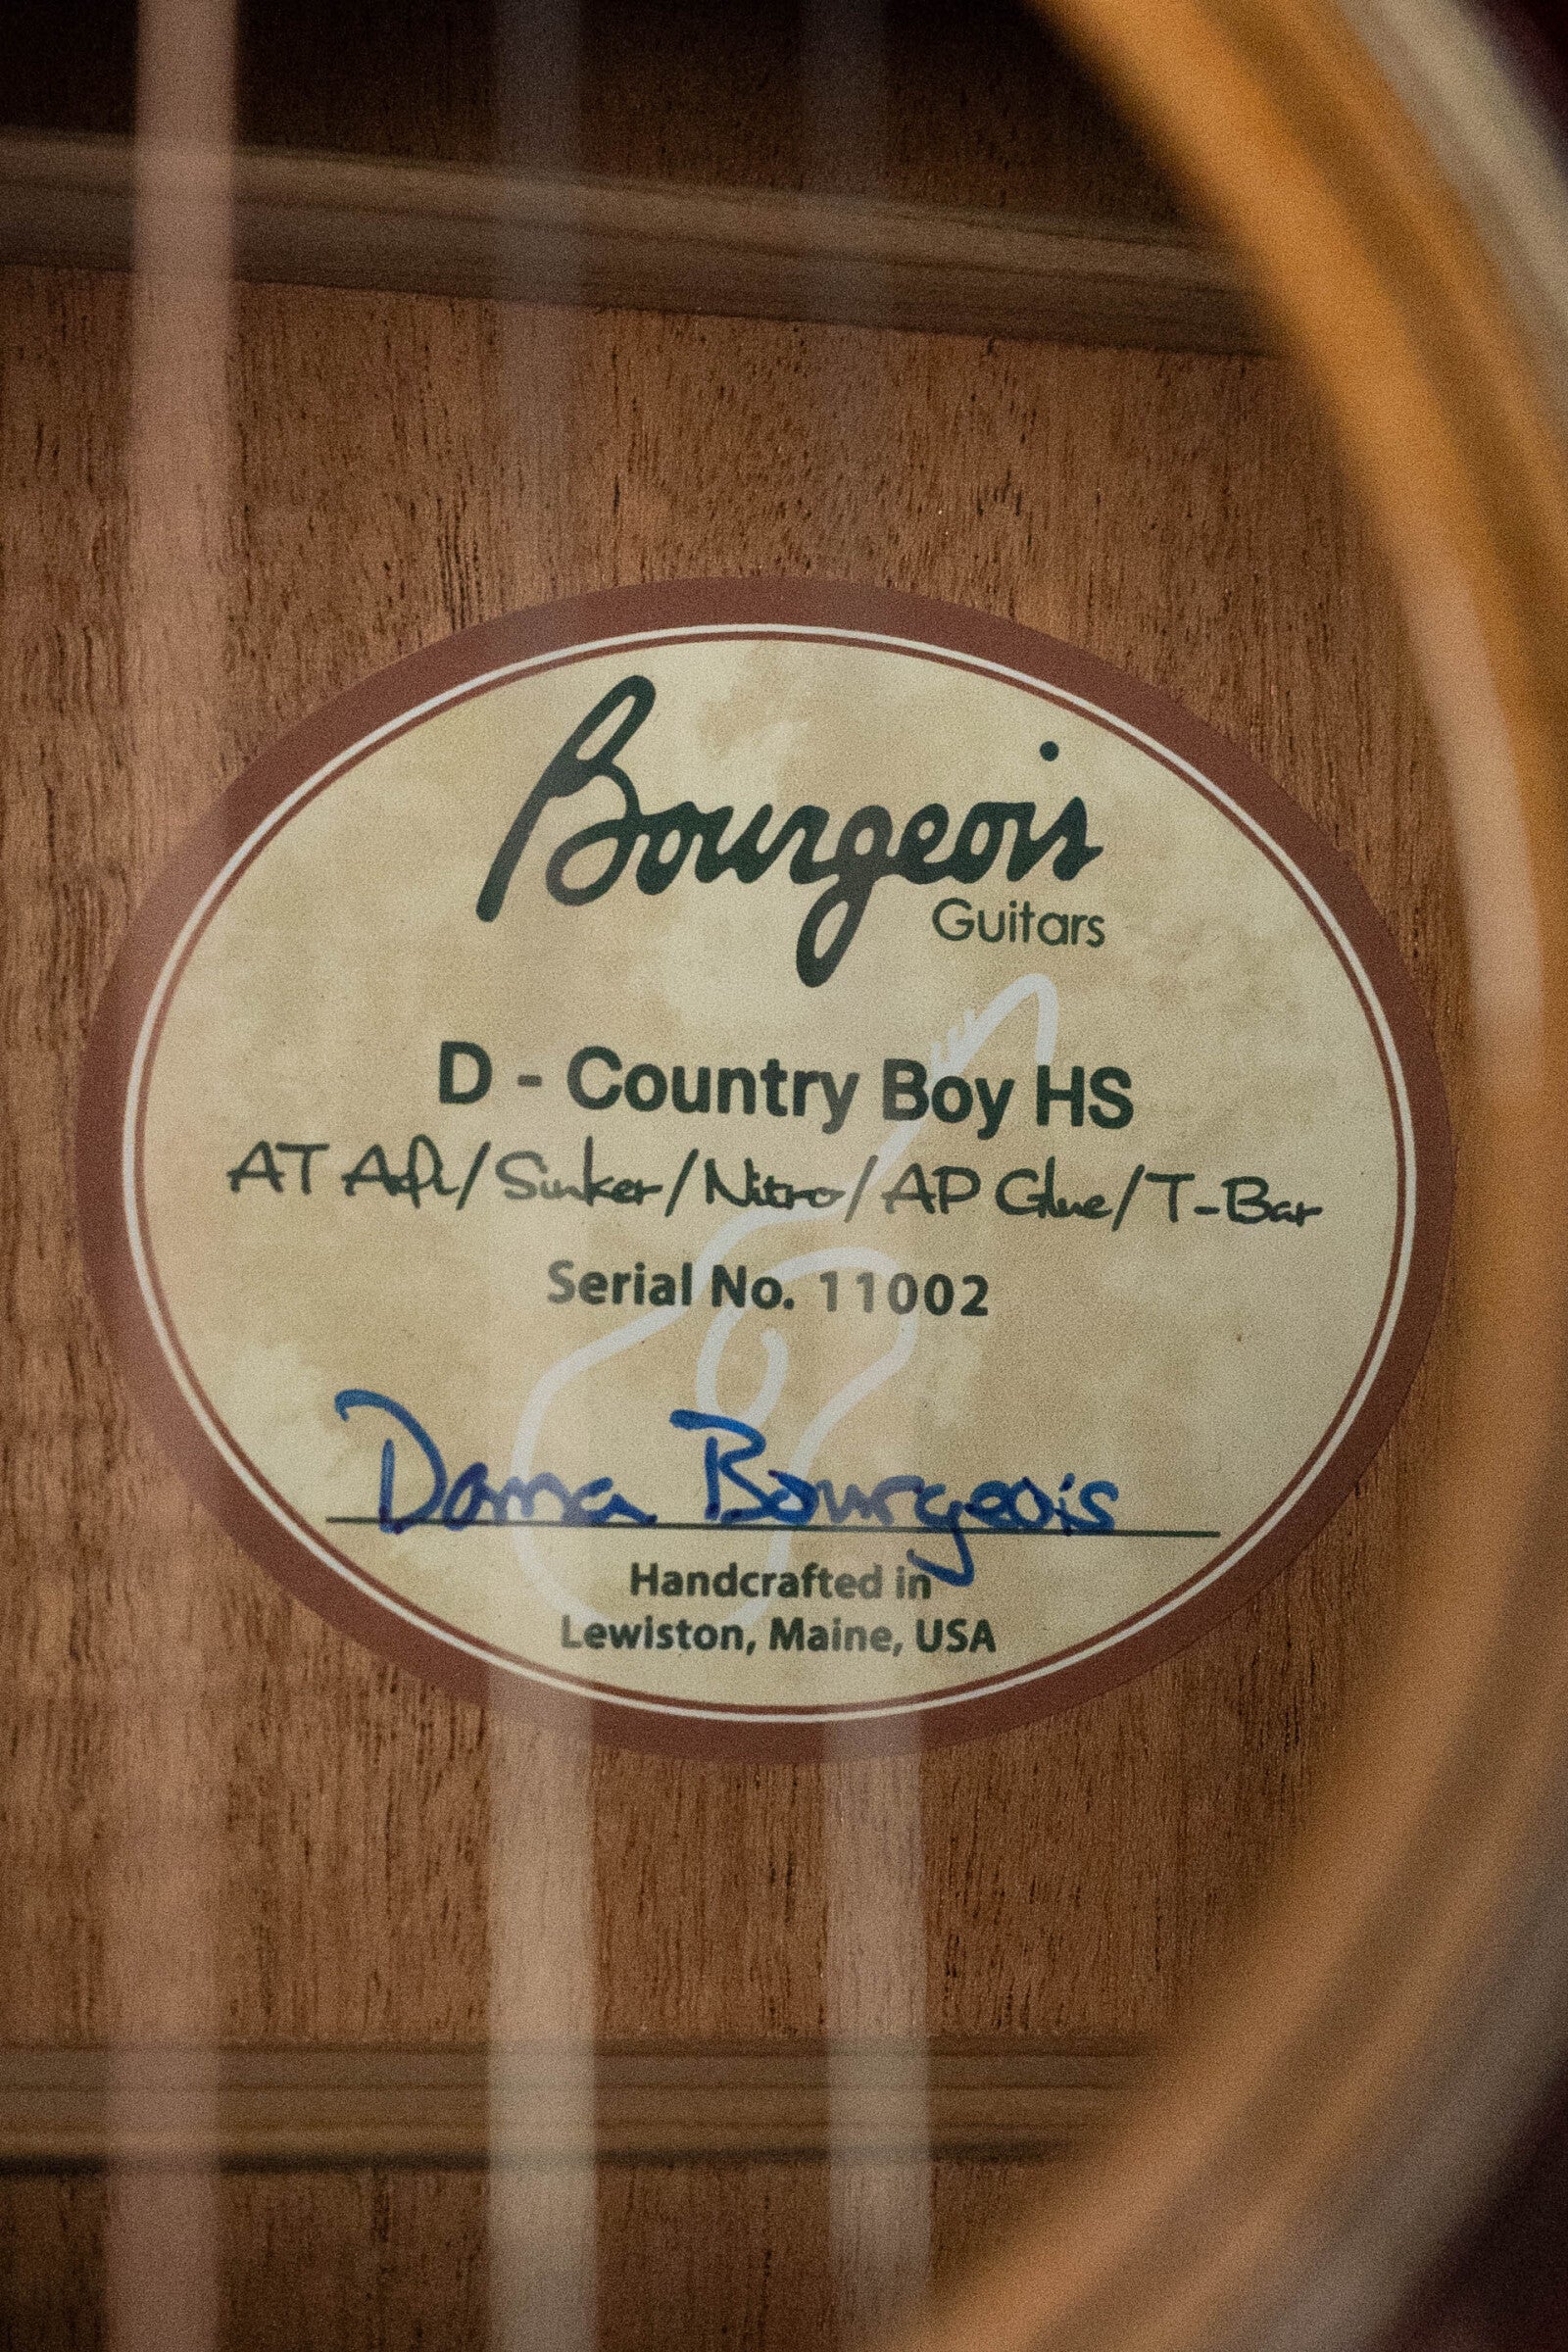 Bourgeois
Guitars
D - Country Boy HS
AT Adi/Sinker/Nitro/AP Glue/T-Bar
Serial No. 11002
Dana Bourgeois
Handcrafted in
Lewiston, Maine, USA